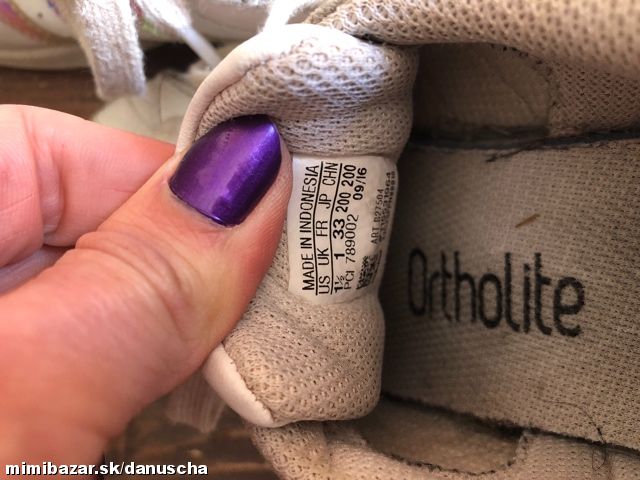 MADE IN INDONESIA
US UK FR JP CHN
1½ 1 33 200 200
PCI 789002 09/16
Ortholite
mimibazar.sk/danuscha